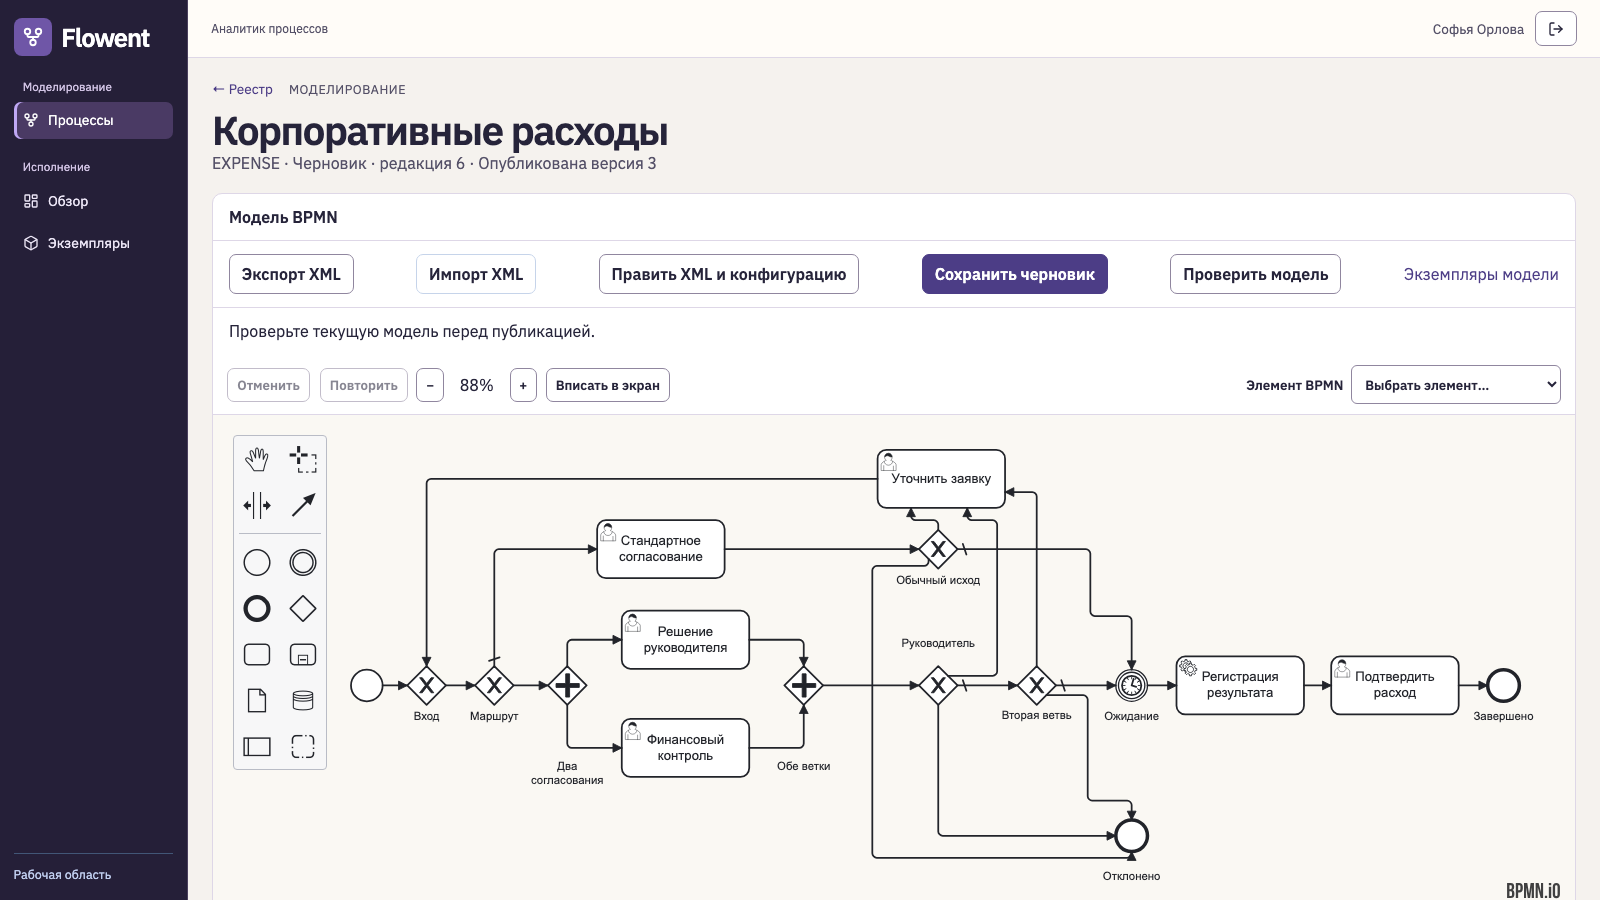 Flowent
Моделирование
Процессы
Исполнение
Обзор
Экземпляры
Рабочая область
Аналитик процессов
Софья Орлова
← Реестр МОДЕЛИРОВАНИЕ
Корпоративные расходы
EXPENSE · Черновик · редакция 6 · Опубликована версия 3
Модель BPMN
Экспорт XML
Импорт XML
Править XML и конфигурацию
Сохранить черновик
Проверить модель
Экземпляры модели
Проверьте текущую модель перед публикацией.
Отменить
Повторить
−
88%
+
Вписать в экран
Элемент BPMN
Выбрать элемент...
Уточнить заявку
Стандартное
согласование
Обычный исход
Решение
руководителя
Руководитель
Вход
Маршрут
Вторая ветвь
Ожидание
Регистрация
результата
Подтвердить
расход
Завершено
Финансовый
контроль
Два
согласования
Обе ветки
Отклонено
BPMN.iO